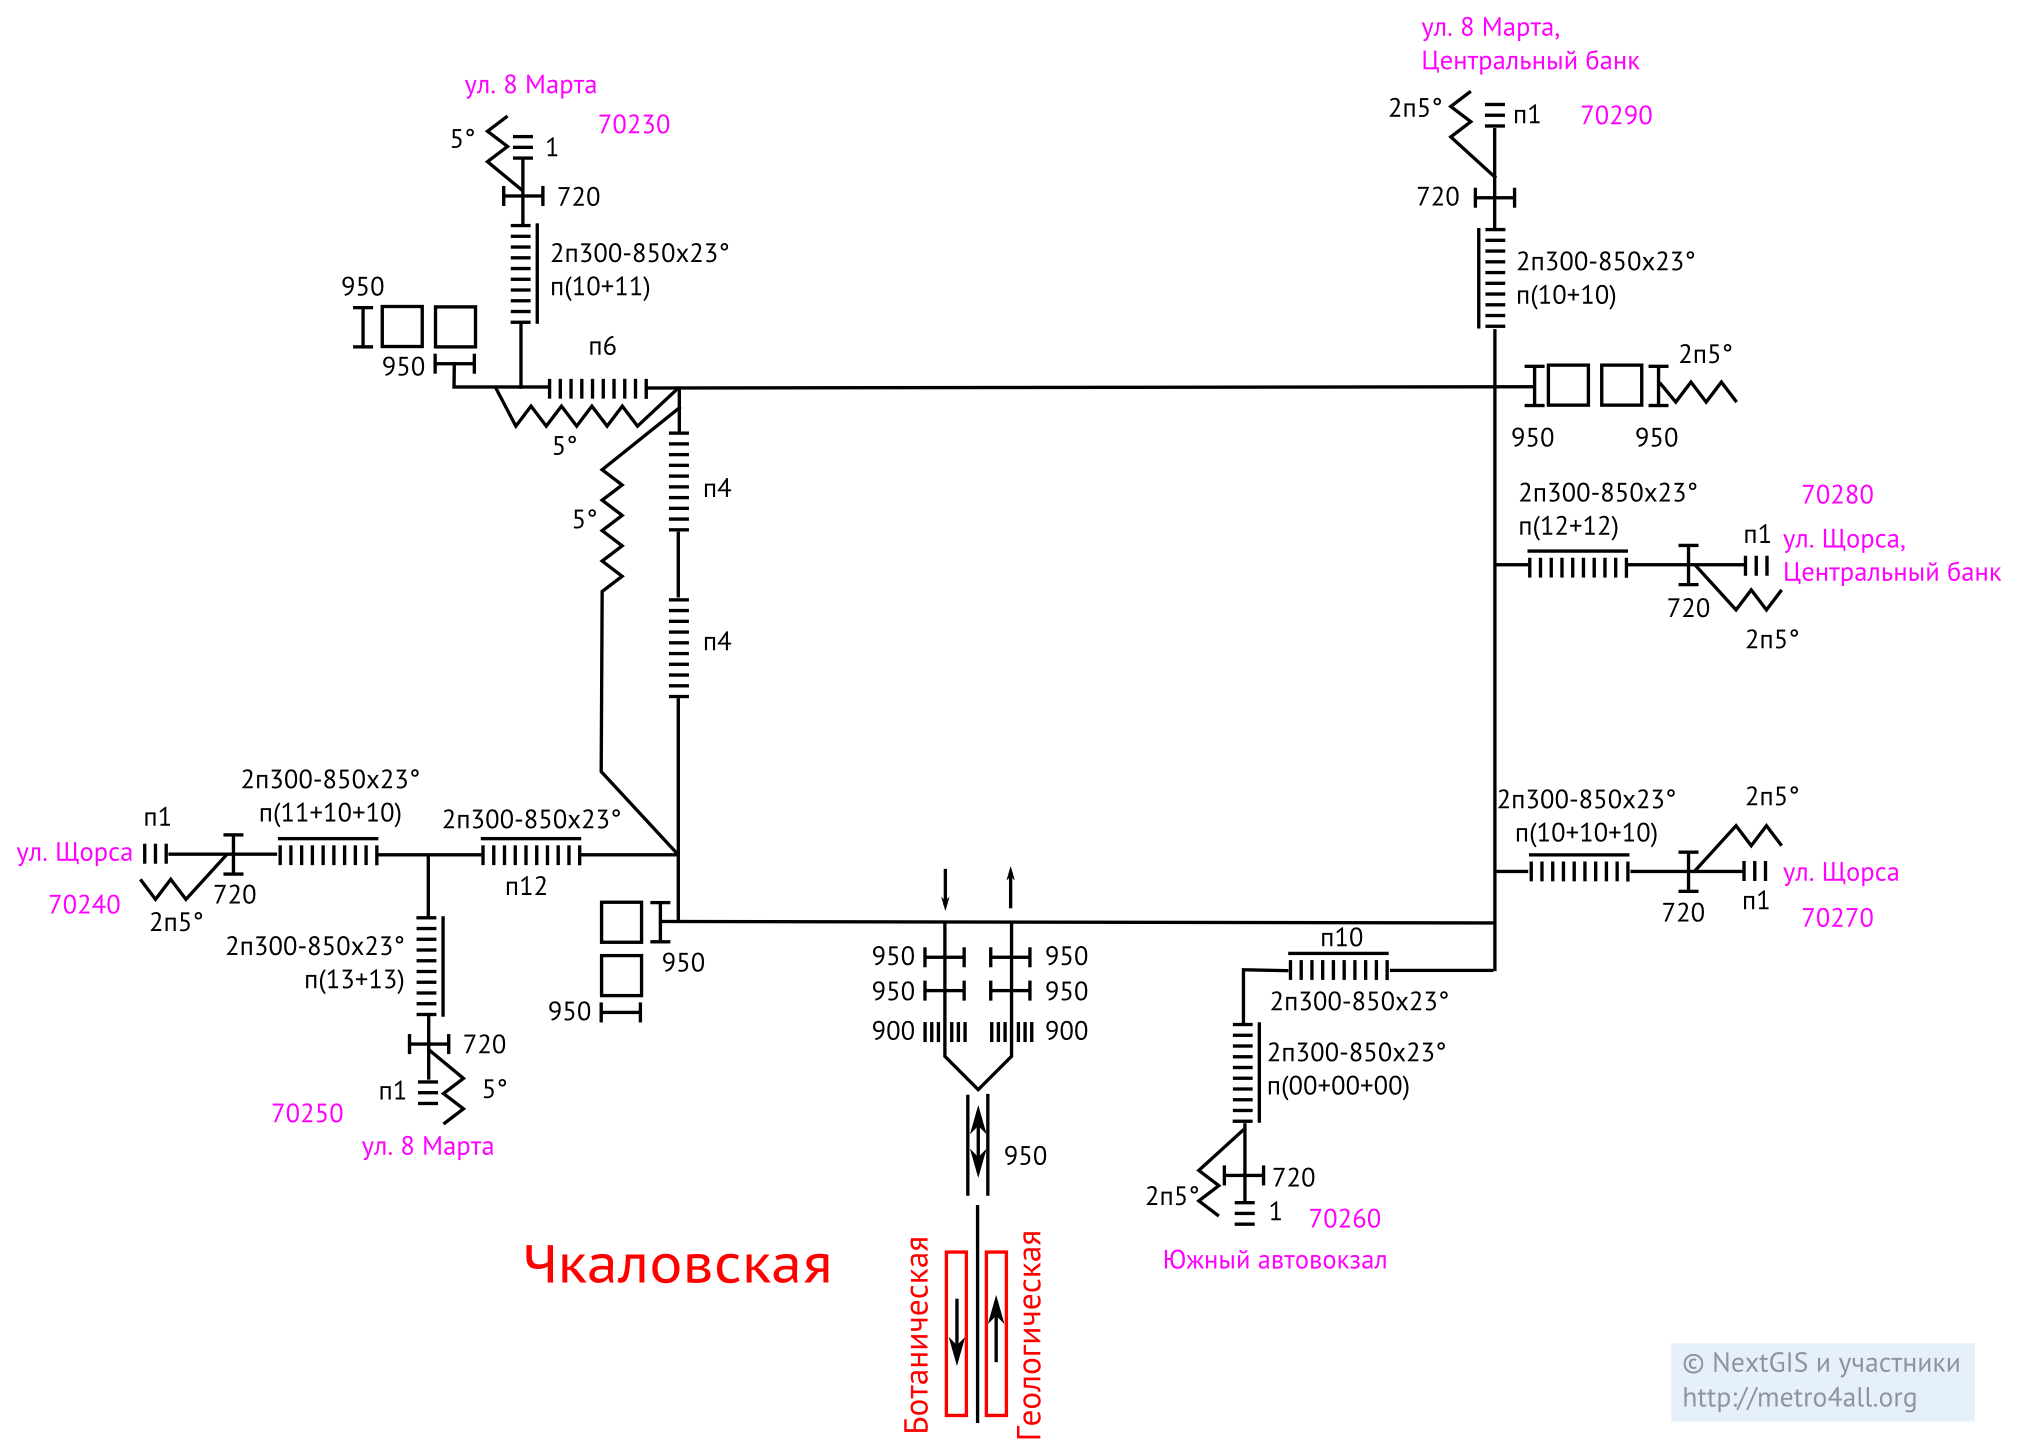 ул. 8 Марта,
Центральный банк
2п5°
п1
70290
720
2п300-850x23°
п(10+10)
ул. 8 Марта
70230
5°
1
720
2п300-850x23°
п(10+11)
950
950
п6
5°
2п5°
950
950
п4
5°
п4
2п300-850x23°
п(12+12)
70280
п1
ул. Щорса,
Центральный банк
720
2п5°
2п300-850x23°
п(11+10+10)
п1
ул. Щорса
720
70240
2п5°
2п300-850x23°
п12
2п300-850x23°
п(10+10+10)
2п5°
ул. Щорса
п1
720
70270
2п300-850x23°
п(13+13)
950
950
720
п1
5°
70250
ул. 8 Марта
950
950
950
950
900
900
950
п10
2п300-850x23°
2п300-850x23°
п(00+00+00)
2п5°
720
1
70260
Южный автовокзал
Чкаловская
Ботаническая
Геологическая
© NextGIS и участники
http://metro4all.org